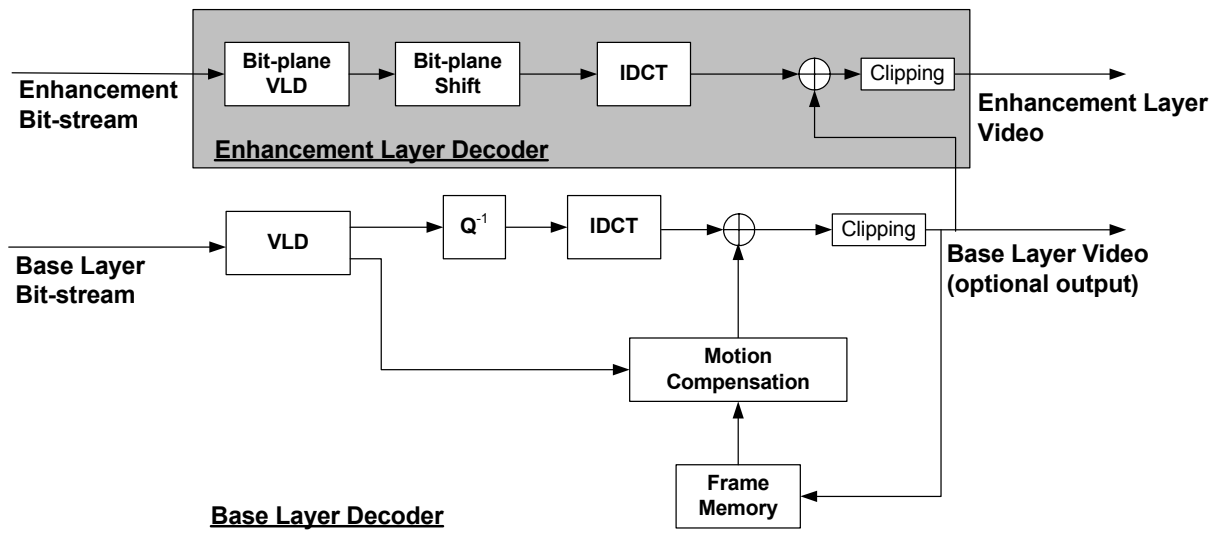 Bit-plane
VLD
Bit-plane
Shift
IDCT
Clipping
Enhancement
Bit-stream
Enhancement Layer
Video
Enhancement Layer Decoder
VLD
Q⁻¹
IDCT
Clipping
Base Layer
Bit-stream
Base Layer Video
(optional output)
Motion
Compensation
Frame
Memory
Base Layer Decoder